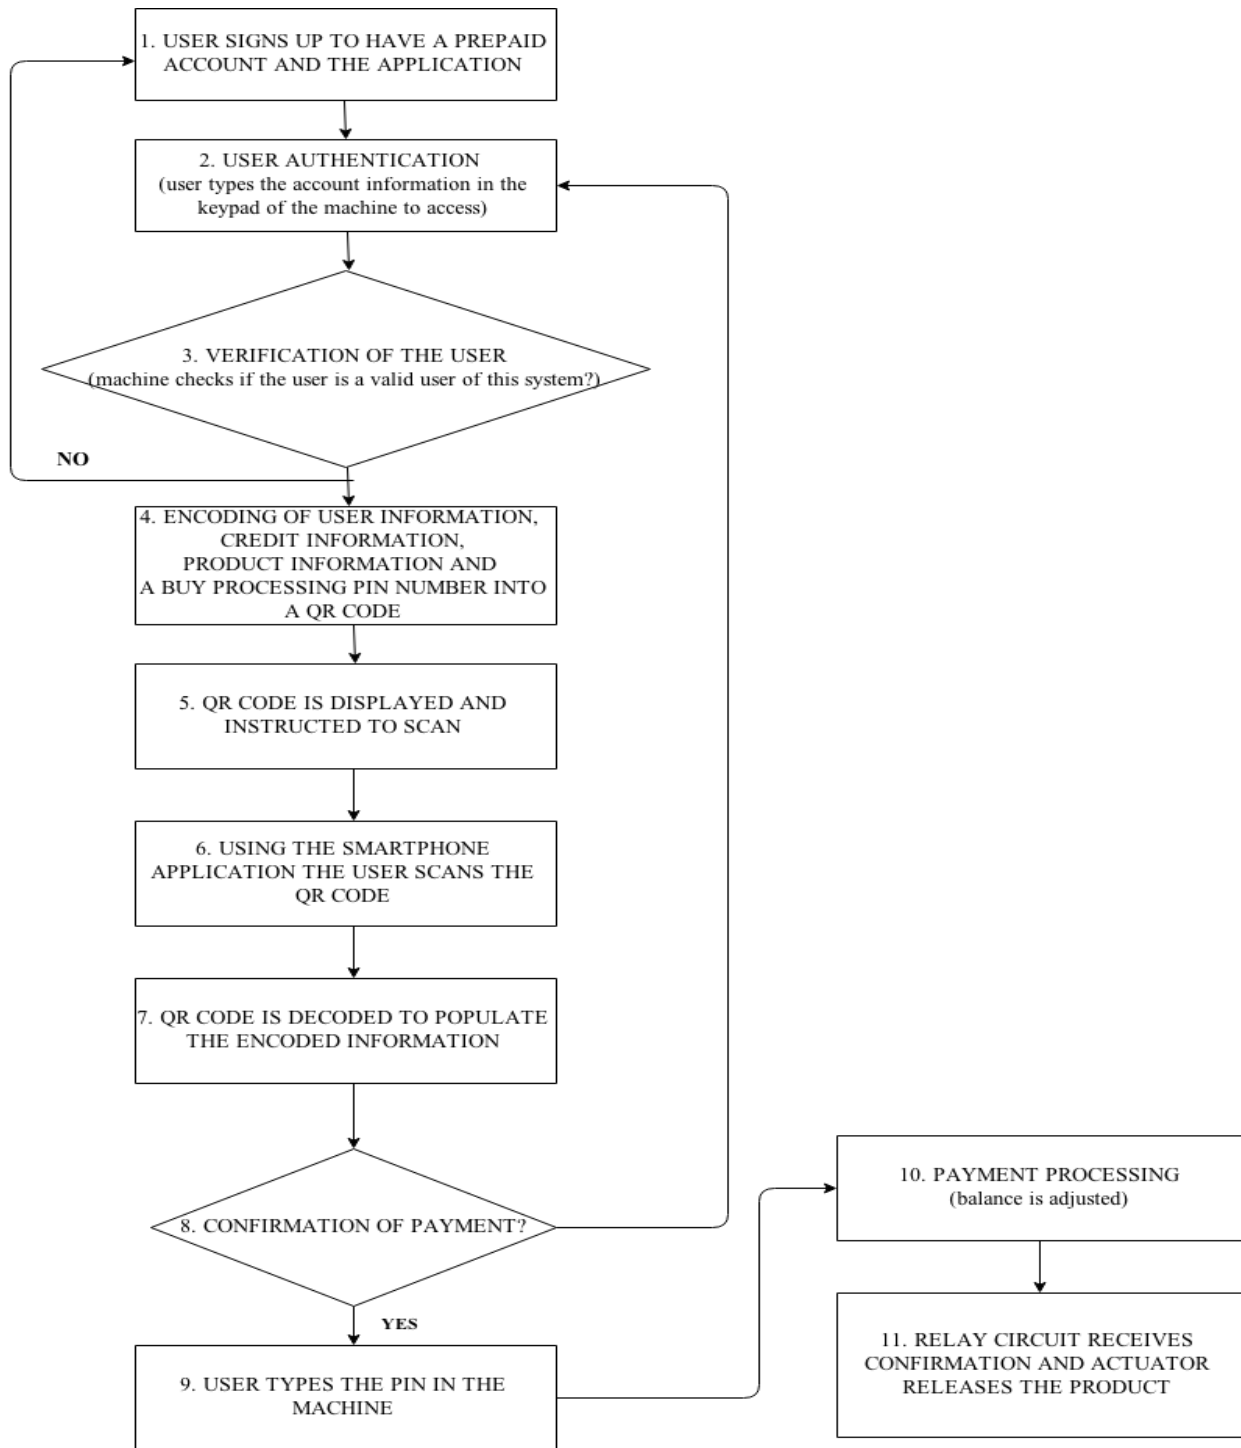 1. USER SIGNS UP TO HAVE A PREPAID
ACCOUNT AND THE APPLICATION
2. USER AUTHENTICATION
(user types the account information in the
keypad of the machine to access)
3. VERIFICATION OF THE USER
(machine checks if the user is a valid user of this system?)
NO
4. ENCODING OF USER INFORMATION,
CREDIT INFORMATION,
PRODUCT INFORMATION AND
A BUY PROCESSING PIN NUMBER INTO
A QR CODE
5. QR CODE IS DISPLAYED AND
INSTRUCTED TO SCAN
6. USING THE SMARTPHONE
APPLICATION THE USER SCANS THE
QR CODE
7. QR CODE IS DECODED TO POPULATE
THE ENCODED INFORMATION
8. CONFIRMATION OF PAYMENT?
YES
9. USER TYPES THE PIN IN THE
MACHINE
10. PAYMENT PROCESSING
(balance is adjusted)
11. RELAY CIRCUIT RECEIVES
CONFIRMATION AND ACTUATOR
RELEASES THE PRODUCT